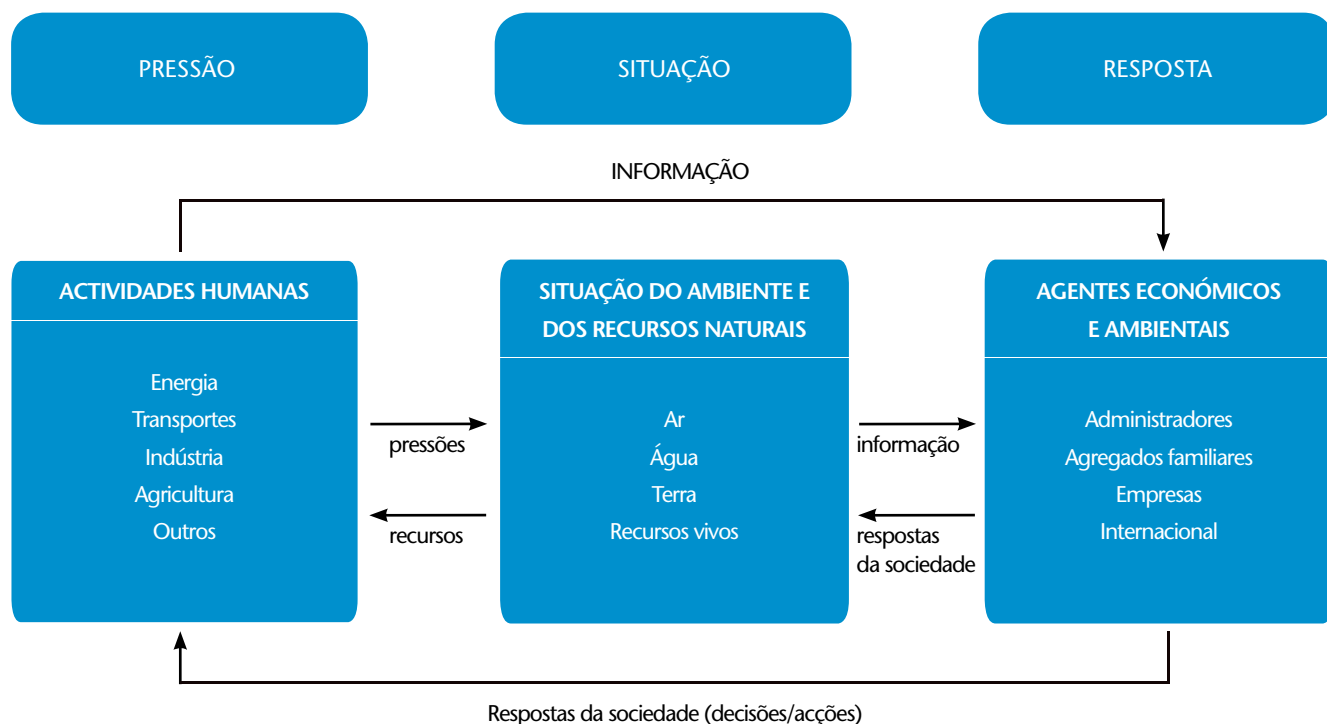 PRESSÃO
SITUAÇÃO
RESPOSTA
INFORMAÇÃO
ACTIVIDADES HUMANAS
Energia
Transportes
Indústria
Agricultura
Outros
pressões
recursos
SITUAÇÃO DO AMBIENTE E
DOS RECURSOS NATURAIS
Ar
Água
Terra
Recursos vivos
informação
respostas
da sociedade
AGENTES ECONÓMICOS
E AMBIENTAIS
Administradores
Agregados familiares
Empresas
Internacional
Respostas da sociedade (decisões/acções)